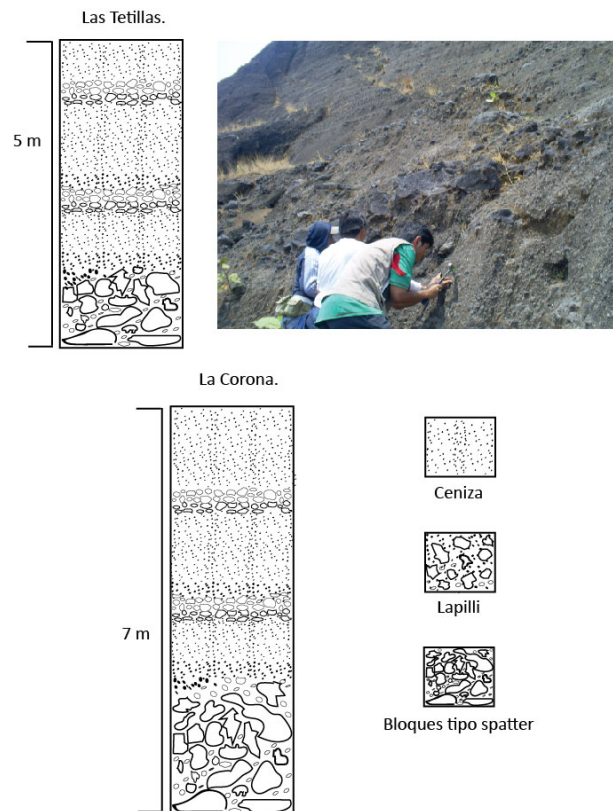 Las Tetillas.
5 m
La Corona.
7 m
Ceniza
Lapilli
Bloques tipo spatter